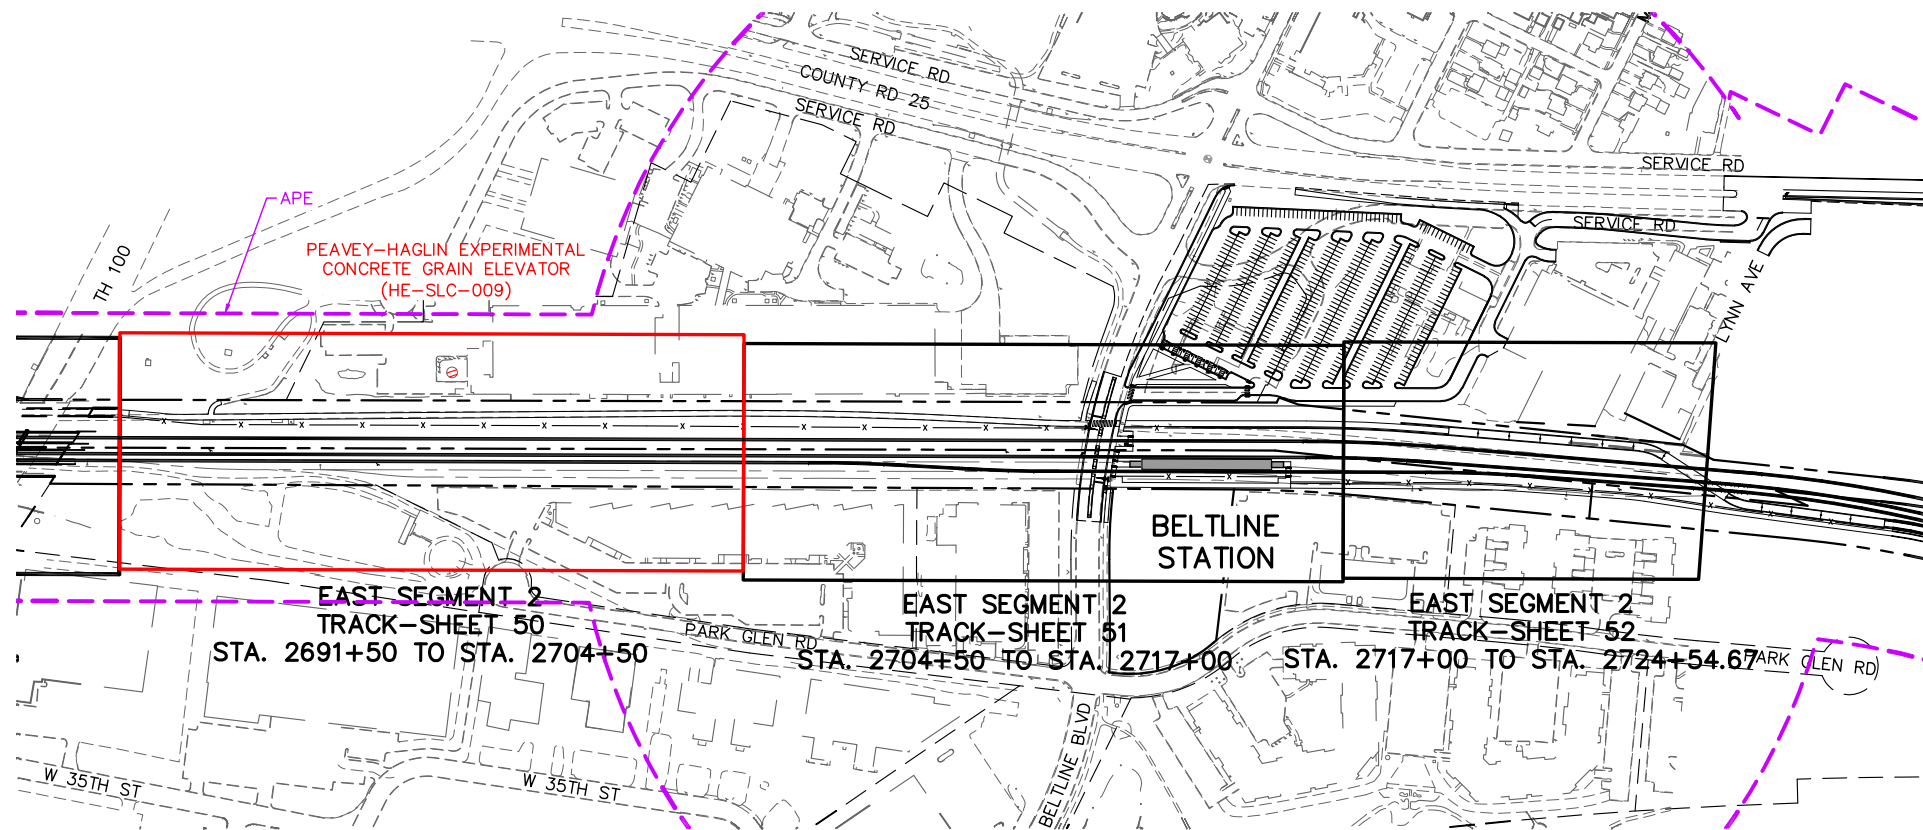 SERVICE RD
COUNTY RD 25
SERVICE RD
SERVICE RD
SERVICE RD
APE
TH 100
PEAVEY-HAGLIN EXPERIMENTAL
CONCRETE GRAIN ELEVATOR
(HE-SLC-009)
LYNN AVE
BELTLINE
STATION
EAST SEGMENT 2
TRACK-SHEET 50
STA. 2691+50 TO STA. 2704+50
EAST SEGMENT 2
TRACK-SHEET 51
STA. 2704+50 TO STA. 2717+00
EAST SEGMENT 2
TRACK-SHEET 52
STA. 2717+00 TO STA. 2724+54.67
PARK GLEN RD
PARK GLEN RD
BELTLINE BLVD
W 35TH ST
W 35TH ST